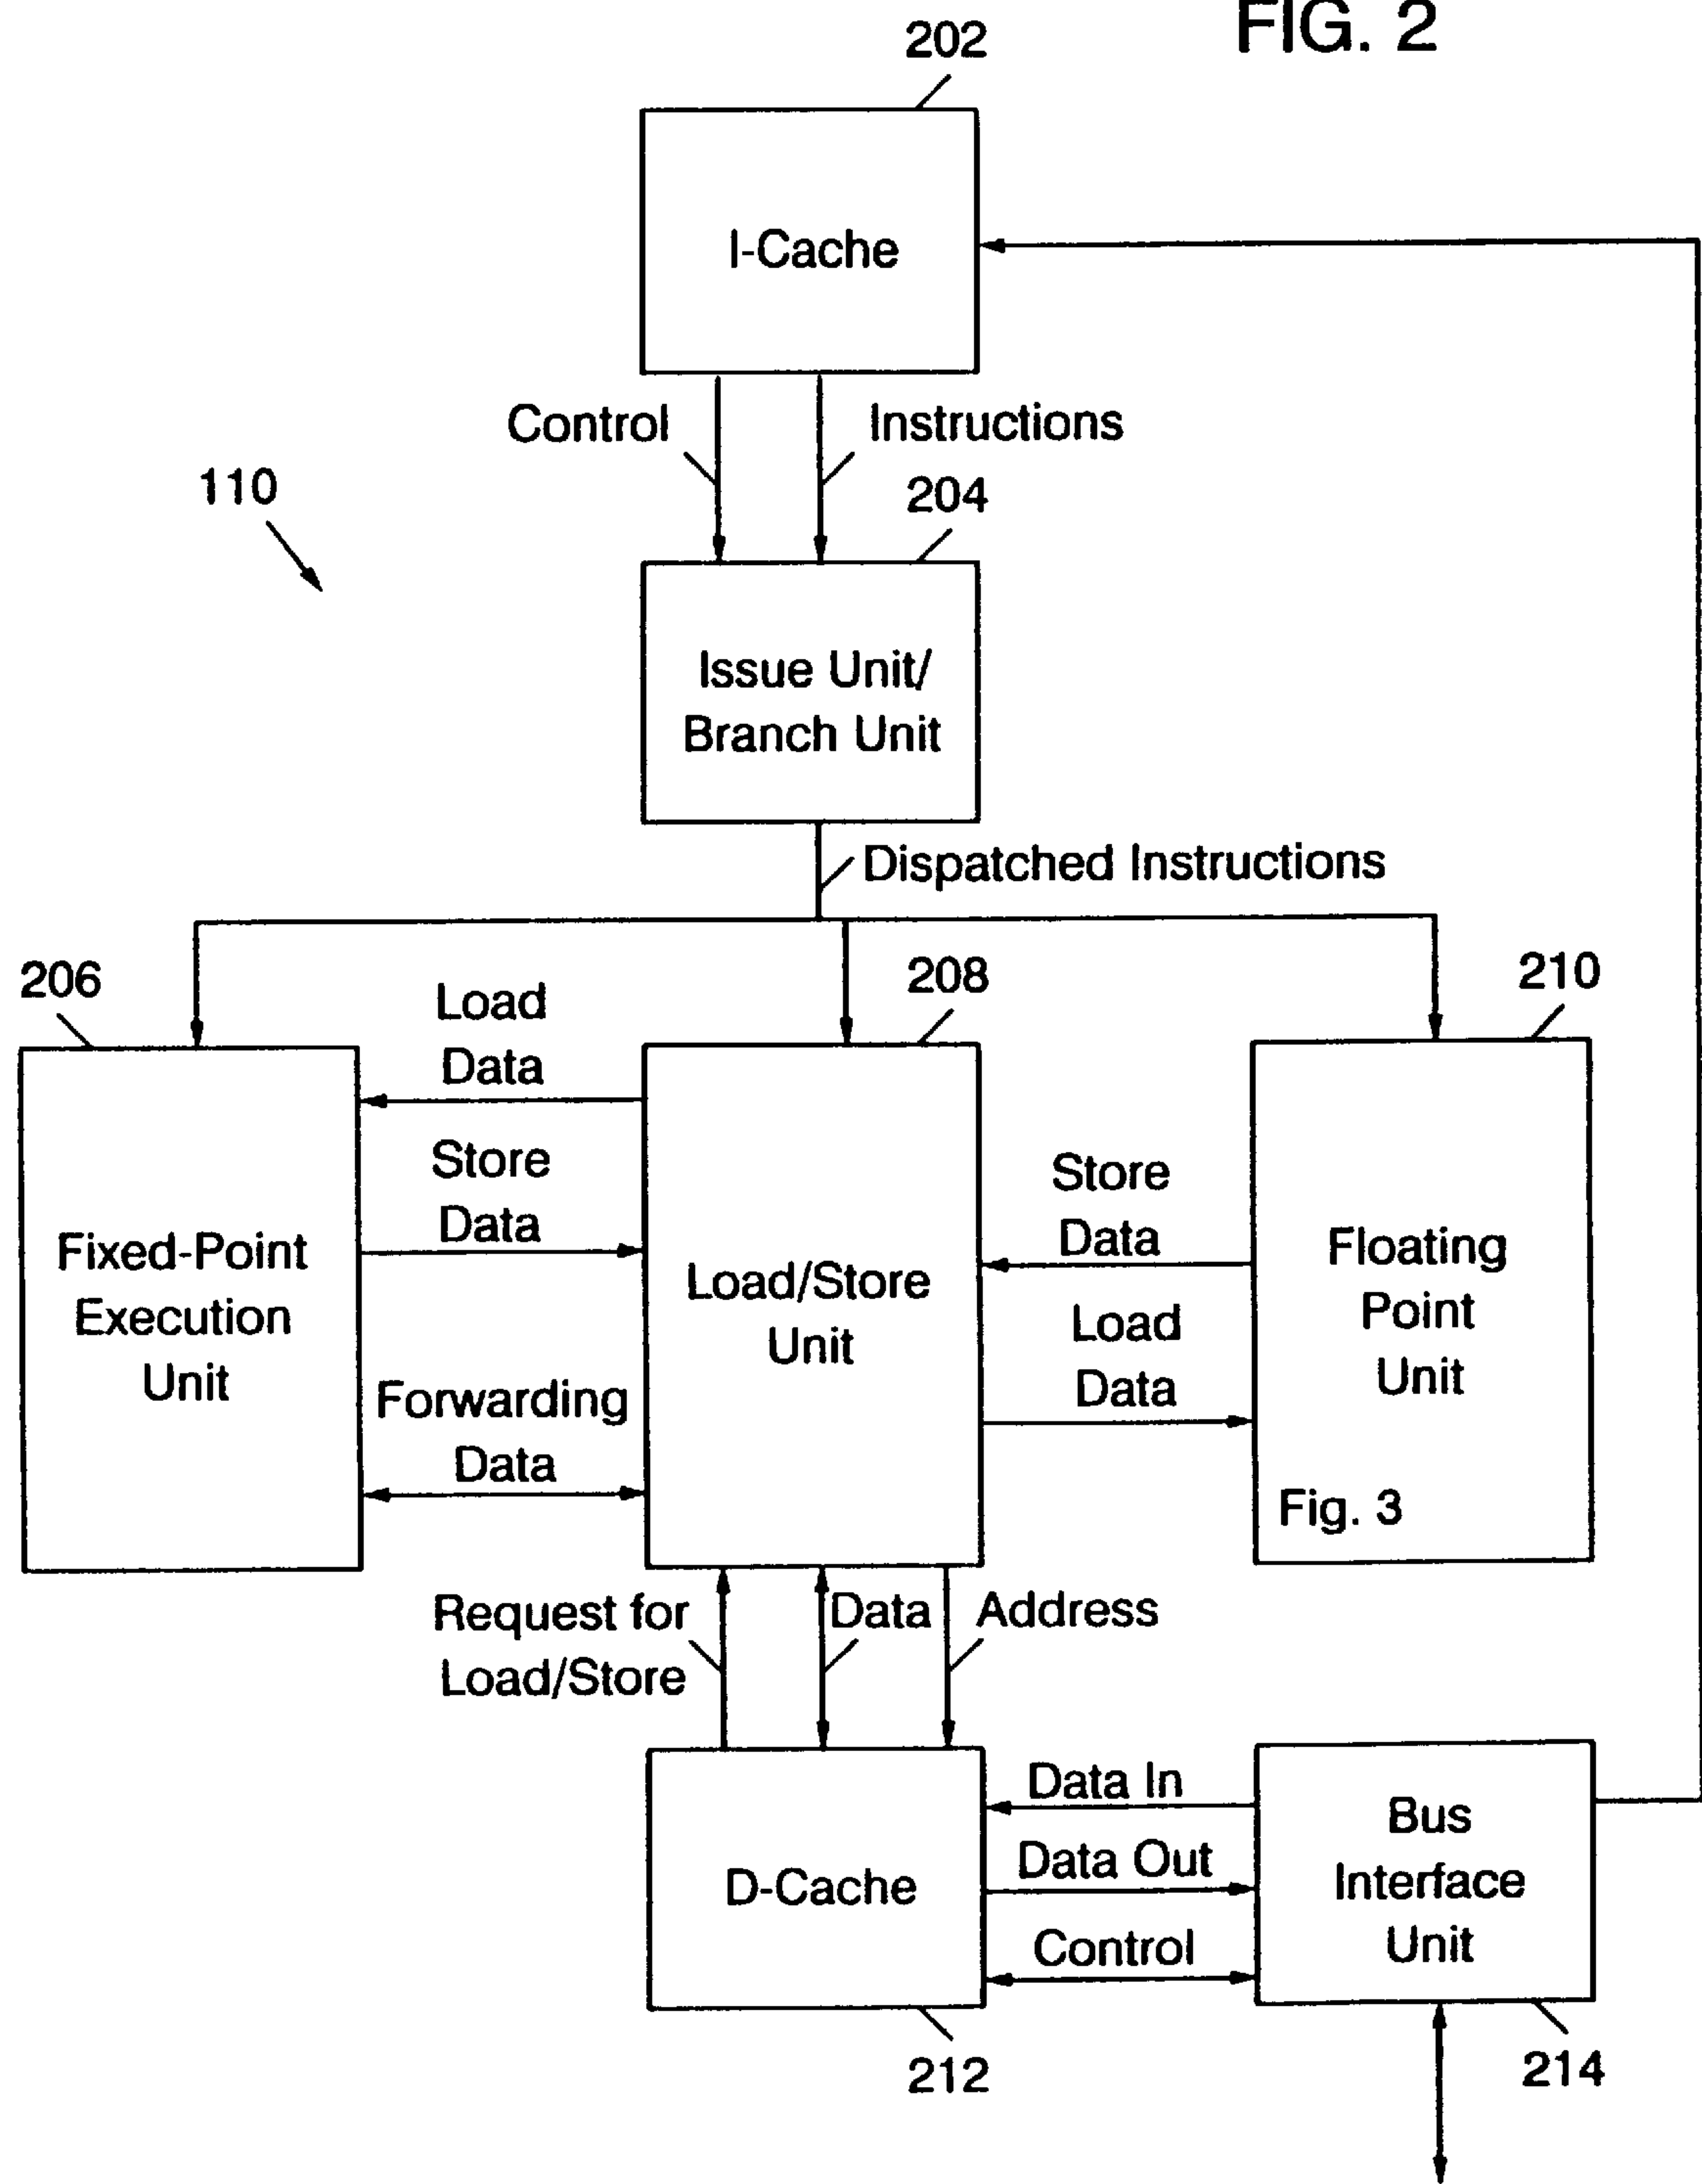 FIG. 2
202
I-Cache
Control
Instructions
110
204
Issue Unit/
Branch Unit
Dispatched Instructions
206
208
210
Load
Data
Store
Data
Fixed-Point
Execution
Unit
Forwarding
Data
Load/Store
Unit
Store
Data
Load
Data
Floating
Point
Unit
Fig. 3
Request for
Load/Store
Data
Address
D-Cache
Data In
Data Out
Control
Bus
Interface
Unit
212
214